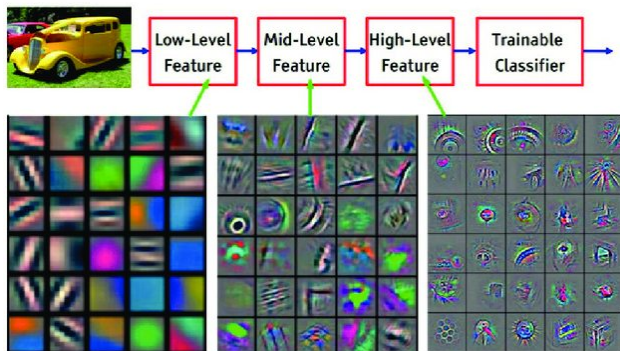 Low-Level
Feature
Mid-Level
Feature
High-Level
Feature
Trainable
Classifier